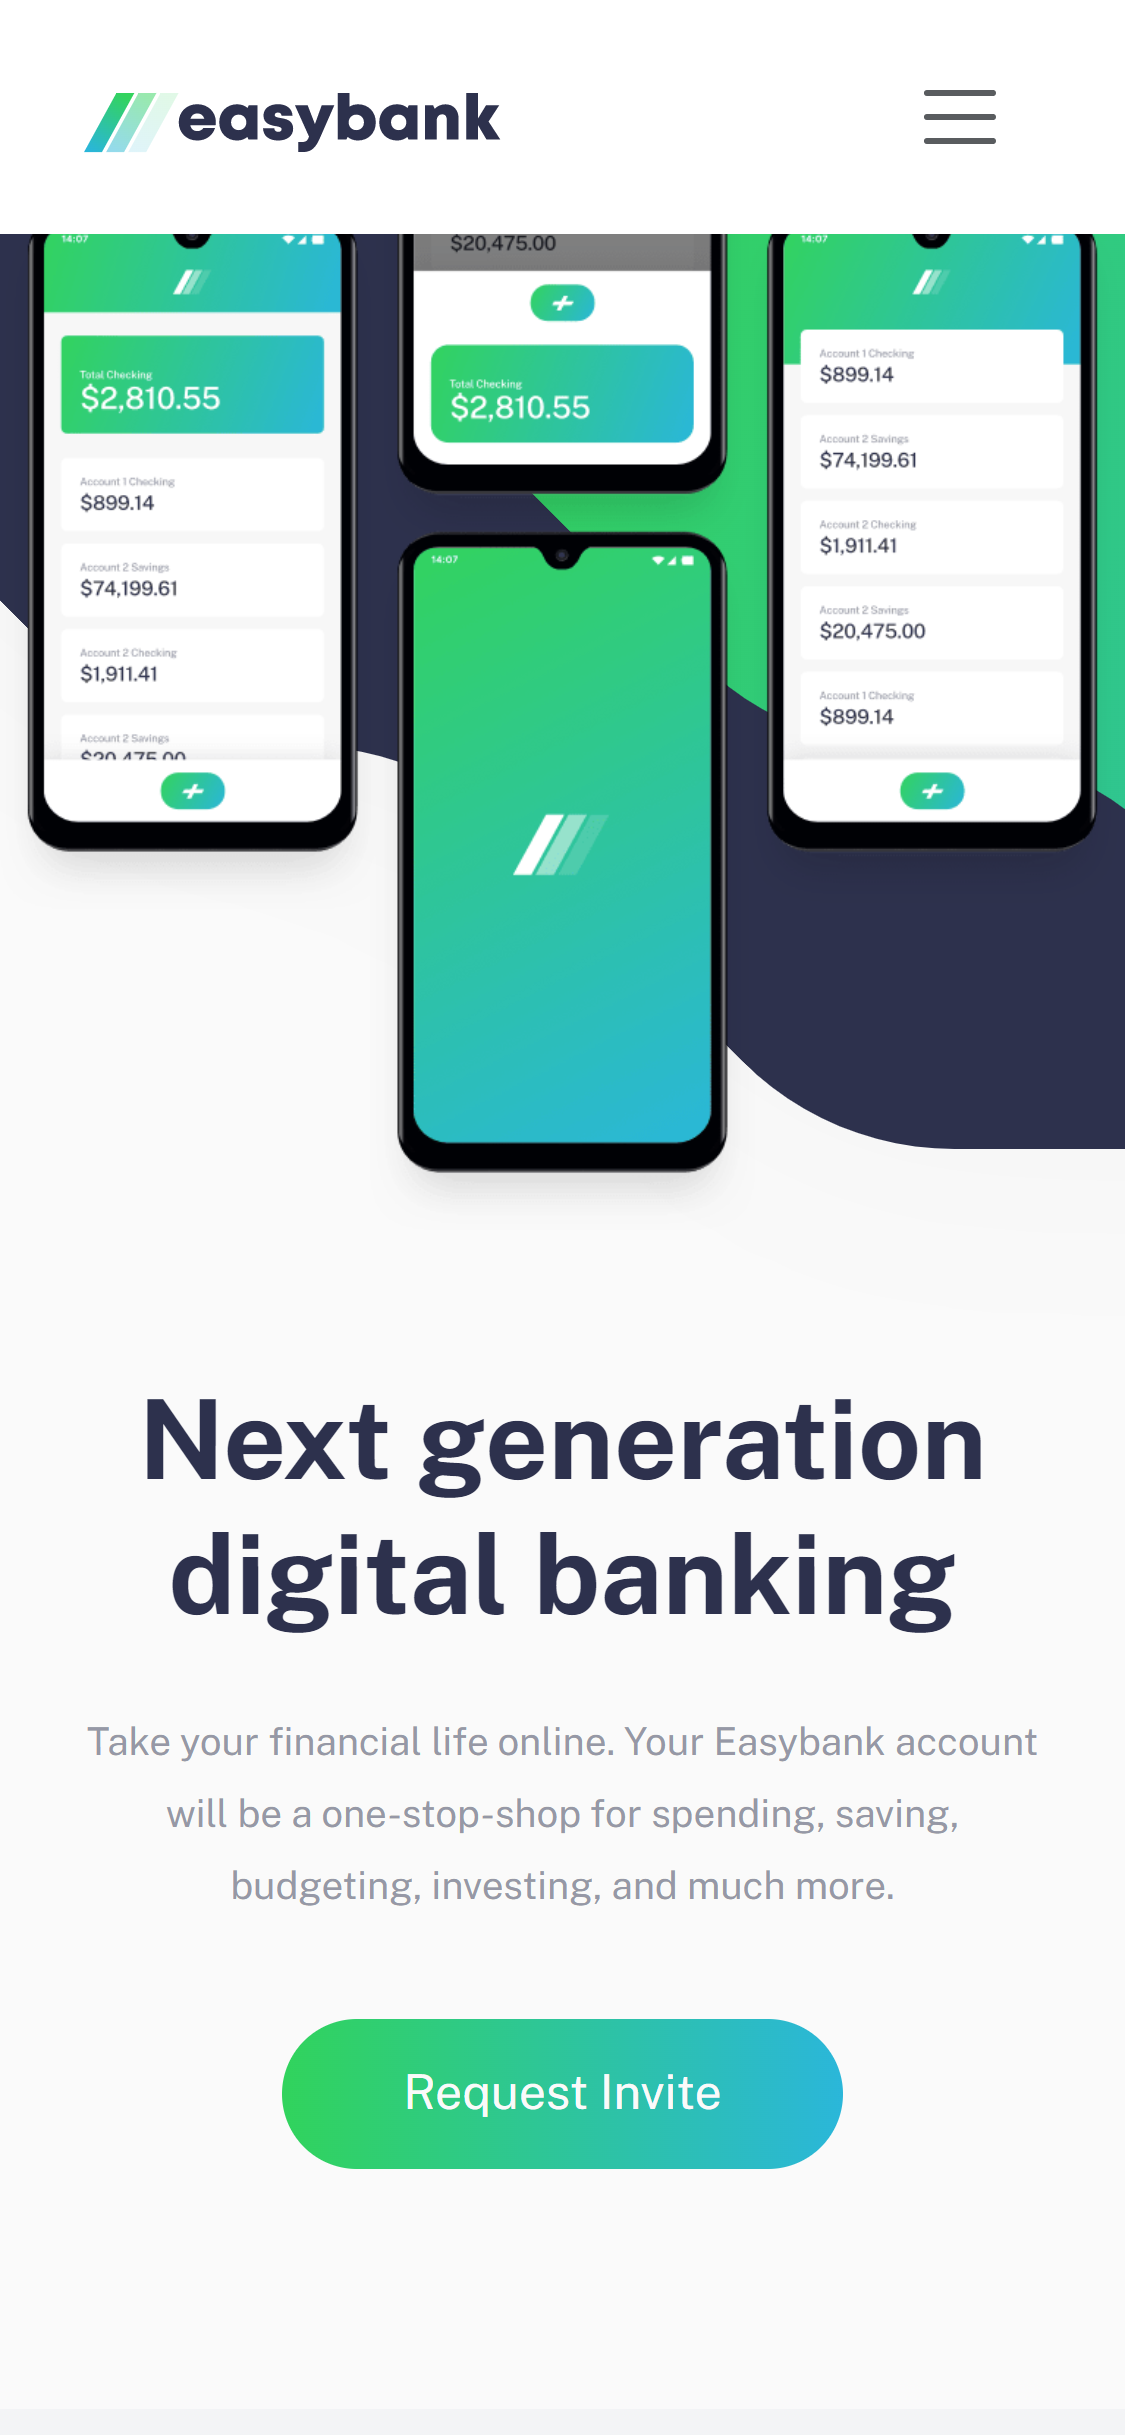 easybank
14:07
Total Checking
$2,810.55
Account 1 Checking
$899.14
Account 2 Savings
$74,199.61
Account 2 Checking
$1,911.41
Account 2 Savings
$20,475.00
$20,475.00
Total Checking
$2,810.55
14:07
14:07
Account 1 Checking
$899.14
Account 2 Savings
$74,199.61
Account 2 Checking
$1,911.41
Account 2 Savings
$20,475.00
Account 1 Checking
$899.14
Next generation
digital banking
Take your financial life online. Your Easybank account
will be a one-stop-shop for spending, saving,
budgeting, investing, and much more.
Request Invite